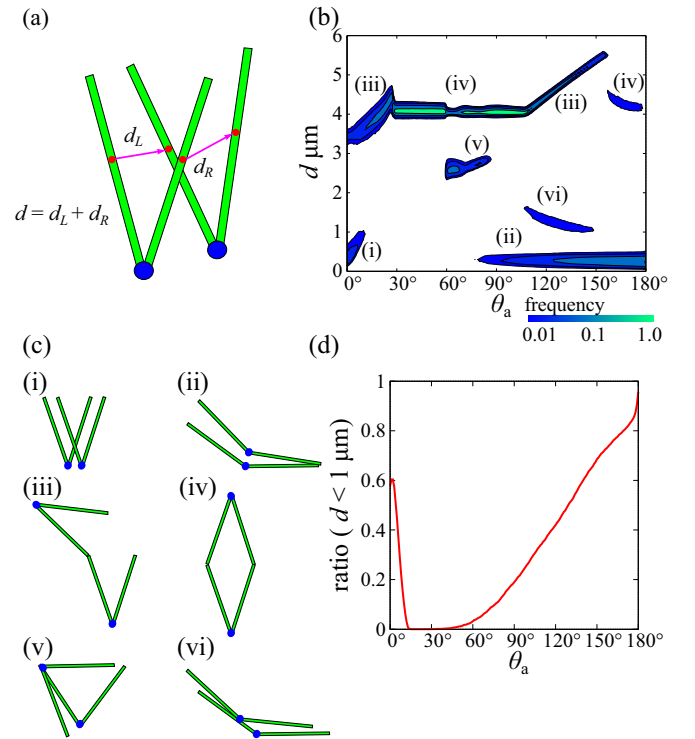 (a)
d_L
d_R
d = d_L + d_R
(b)
6
5
4
3
2
1
0
d μm
(iii)
(iv)
(iii)
(iv)
(v)
(vi)
(i)
(ii)
0° 30° 60° 90° 120° 150° 180°
θ_a
frequency
0.01 0.1 1.0
(c)
(i)
(ii)
(iii)
(iv)
(v)
(vi)
(d)
1
0.8
0.6
0.4
0.2
0
ratio ( d < 1 μm)
0° 30° 60° 90° 120° 150° 180°
θ_a